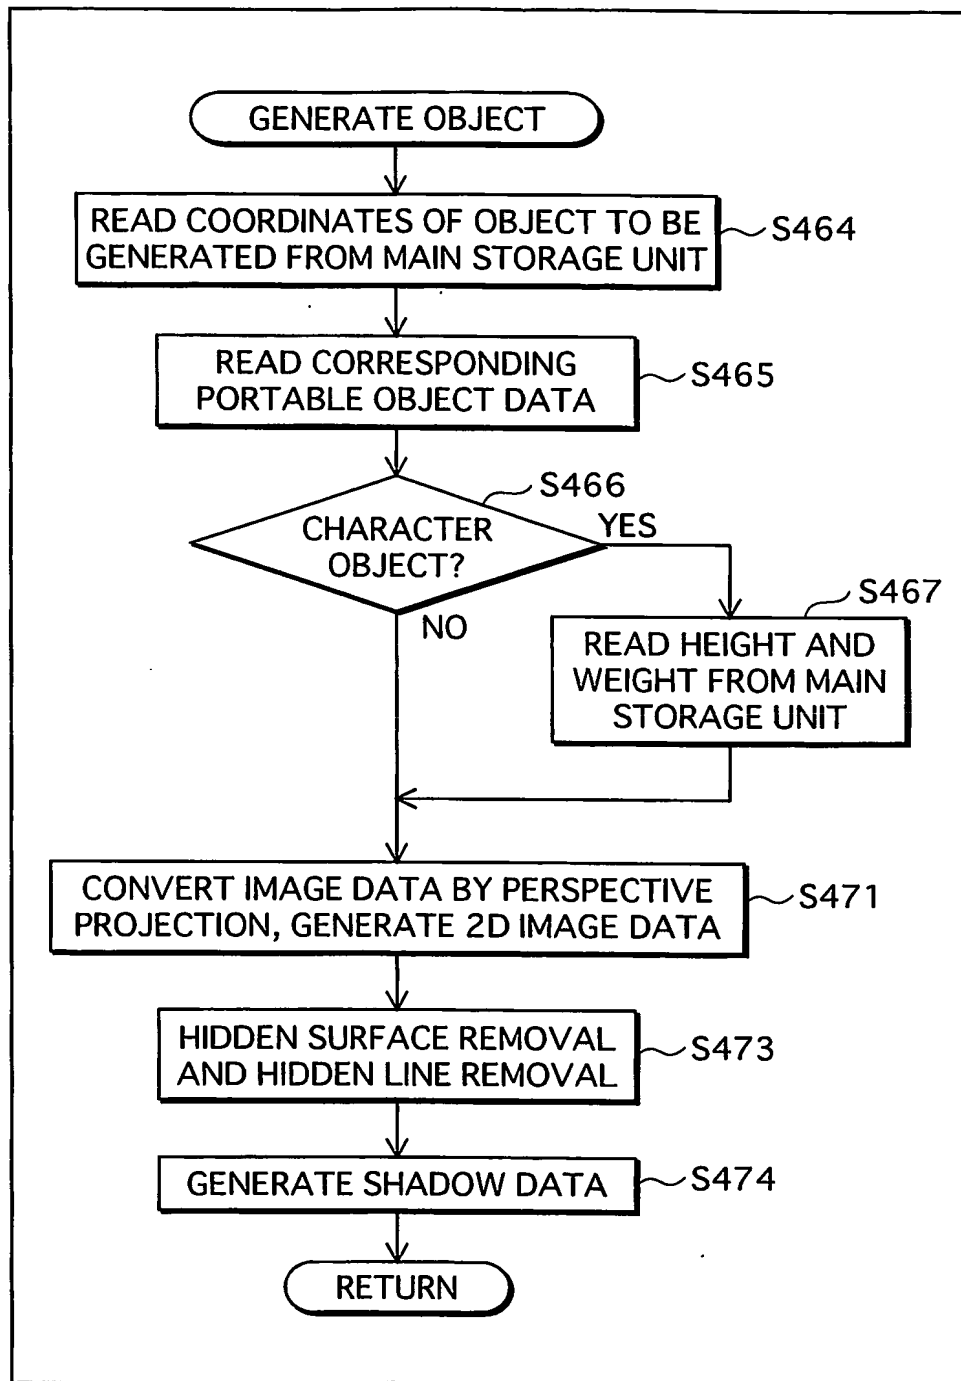 GENERATE OBJECT
READ COORDINATES OF OBJECT TO BE
GENERATED FROM MAIN STORAGE UNIT
S464
READ CORRESPONDING
PORTABLE OBJECT DATA
S465
S466
CHARACTER
OBJECT?
YES
NO
S467
READ HEIGHT AND
WEIGHT FROM MAIN
STORAGE UNIT
CONVERT IMAGE DATA BY PERSPECTIVE
PROJECTION, GENERATE 2D IMAGE DATA
S471
HIDDEN SURFACE REMOVAL
AND HIDDEN LINE REMOVAL
S473
GENERATE SHADOW DATA
S474
RETURN